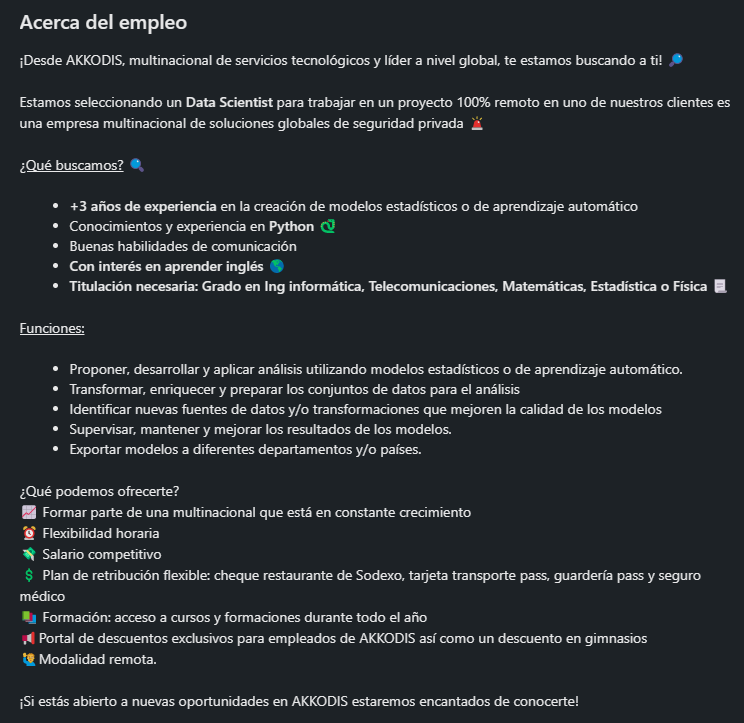 Acerca del empleo
¡Desde AKKODIS, multinacional de servicios tecnológicos y líder a nivel global, te estamos buscando a ti! 🔎
Estamos seleccionando un Data Scientist para trabajar en un proyecto 100% remoto en uno de nuestros clientes es
una empresa multinacional de soluciones globales de seguridad privada 🚨
¿Qué buscamos? 🔍
• +3 años de experiencia en la creación de modelos estadísticos o de aprendizaje automático
• Conocimientos y experiencia en Python 🐍
• Buenas habilidades de comunicación
• Con interés en aprender inglés 🌎
• Titulación necesaria: Grado en Ing informática, Telecomunicaciones, Matemáticas, Estadística o Física 📃
Funciones:
• Proponer, desarrollar y aplicar análisis utilizando modelos estadísticos o de aprendizaje automático.
• Transformar, enriquecer y preparar los conjuntos de datos para el análisis
• Identificar nuevas fuentes de datos y/o transformaciones que mejoren la calidad de los modelos
• Supervisar, mantener y mejorar los resultados de los modelos.
• Exportar modelos a diferentes departamentos y/o países.
¿Qué podemos ofrecerte?
📈 Formar parte de una multinacional que está en constante crecimiento
⏰ Flexibilidad horaria
💸 Salario competitivo
💲 Plan de retribución flexible: cheque restaurante de Sodexo, tarjeta transporte pass, guardería pass y seguro
médico
📚 Formación: acceso a cursos y formaciones durante todo el año
📢 Portal de descuentos exclusivos para empleados de AKKODIS así como un descuento en gimnasios
🙋 Modalidad remota.
¡Si estás abierto a nuevas oportunidades en AKKODIS estaremos encantados de conocerte!